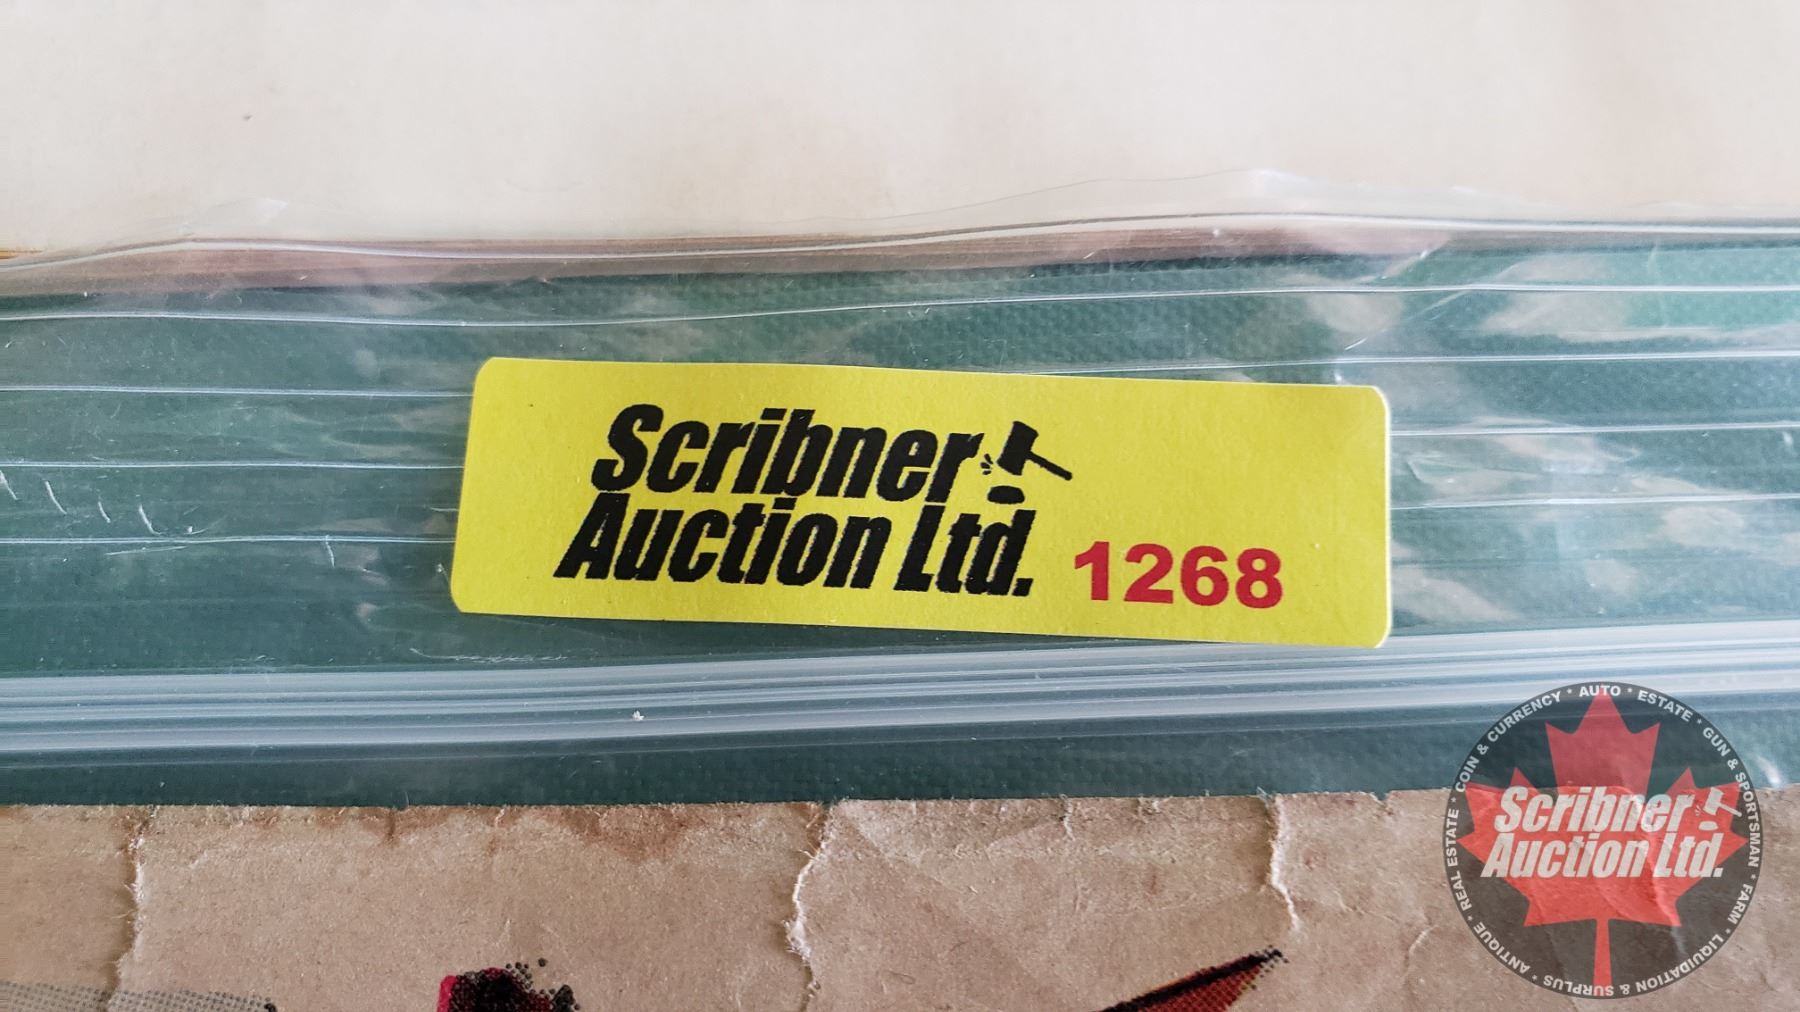 Scribner
Auction Ltd. 1268
COIN & CURRENCY * AUTO * ESTATE * GUN & SPORTSMAN * FARM * LIQUIDATION & SURPLUS * ANTIQUE * REAL ESTATE *
Scribner
Auction Ltd.